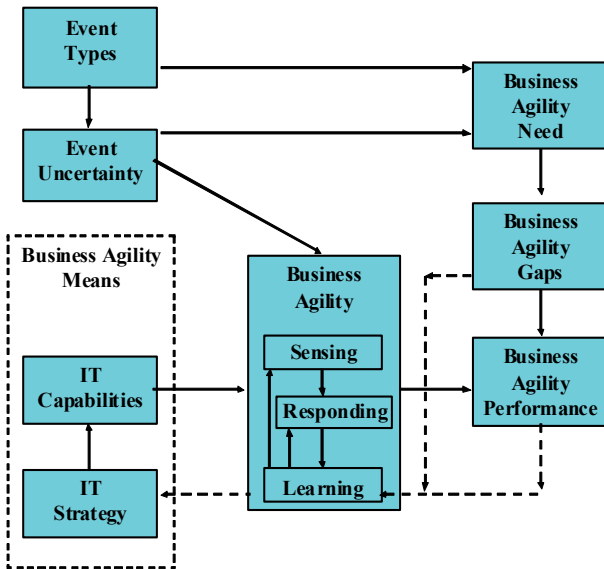 Event
Types
Business
Agility
Need
Event
Uncertainty
Business
Agility
Gaps
Business Agility
Means
Business
Agility
Sensing
Responding
Learning
Business
Agility
Performance
IT
Capabilities
IT
Strategy